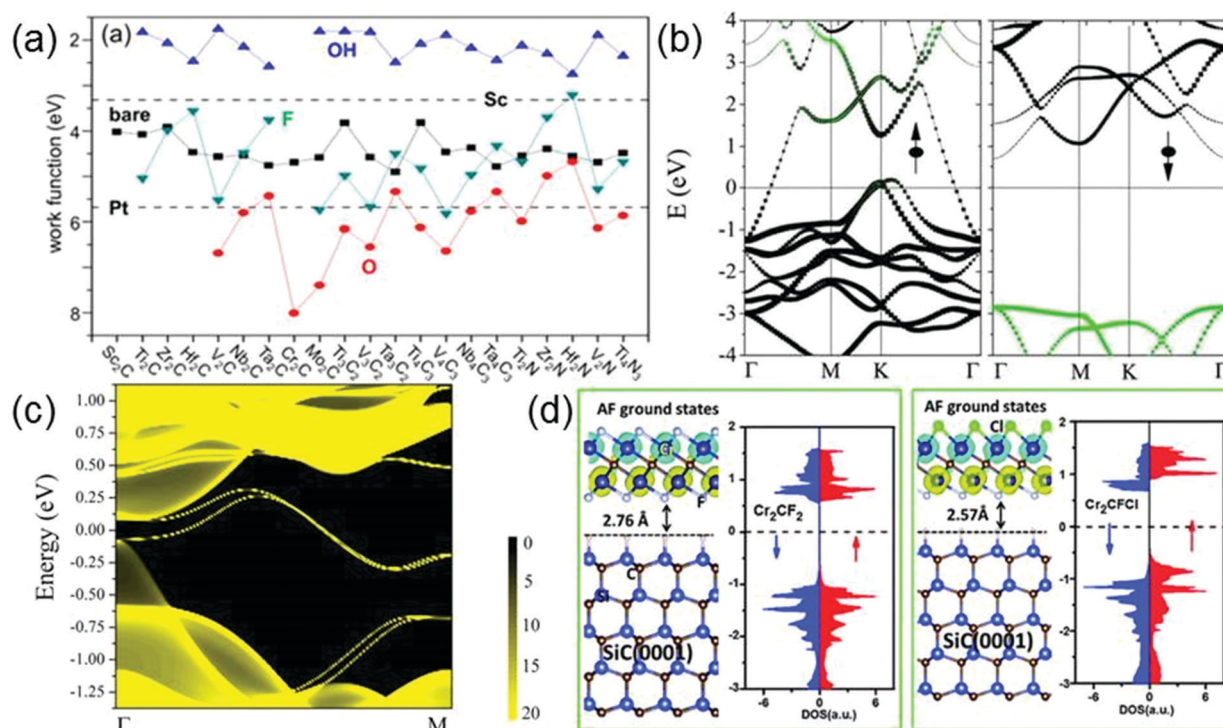 (a)
(a)
work function (eV)
2
4
6
8
OH
Sc
bare
F
Pt
O
Sc₂C
Ti₂C
Zr₂C
Hf₂C
V₂C
Nb₂C
Ta₂C
Cr₂C
Mo₂C
Ti₃C₂
V₃C₂
Ta₃C₂
Ti₄C₃
V₄C₃
Nb₄C₃
Ta₄C₃
Ti₂N
Zr₂N
Hf₂N
V₂N
Ti₄N₃
(b)
E (eV)
4
3
2
1
0
-1
-2
-3
-4
Γ M K Γ
Γ M K Γ
(c)
Energy (eV)
1.00
0.75
0.50
0.25
0.00
-0.25
-0.50
-0.75
-1.00
-1.25
Γ M
0
5
10
15
20
(d)
AF ground states
Cr
F
2.76 Å
C
Si
SiC(0001)
2
1
0
-1
-2
-3
Cr₂CF₂
-6 0 6
DOS(a.u.)
AF ground states
Cl
2.57Å
SiC(0001)
2
1
0
-1
-2
-3
Cr₂CFCl
-6 0 6
DOS(a.u.)